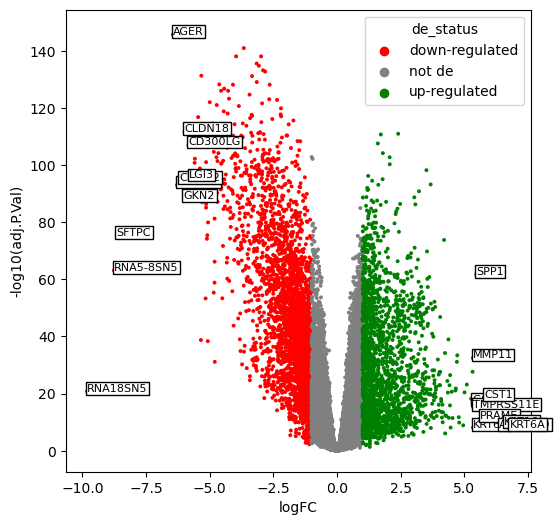 de_status
down-regulated
not de
up-regulated
AGER
CLDN18
CD300LG
LGI3
GKN2
SFTPC
RNA5-8SN5
RNA18SN5
SPP1
MMP11
CST1
TMPRSS11E
PRAME
KRT6A
-log10(adj.P.Val)
140
120
100
80
60
40
20
0
-10.0
-7.5
-5.0
-2.5
0.0
2.5
5.0
7.5
logFC